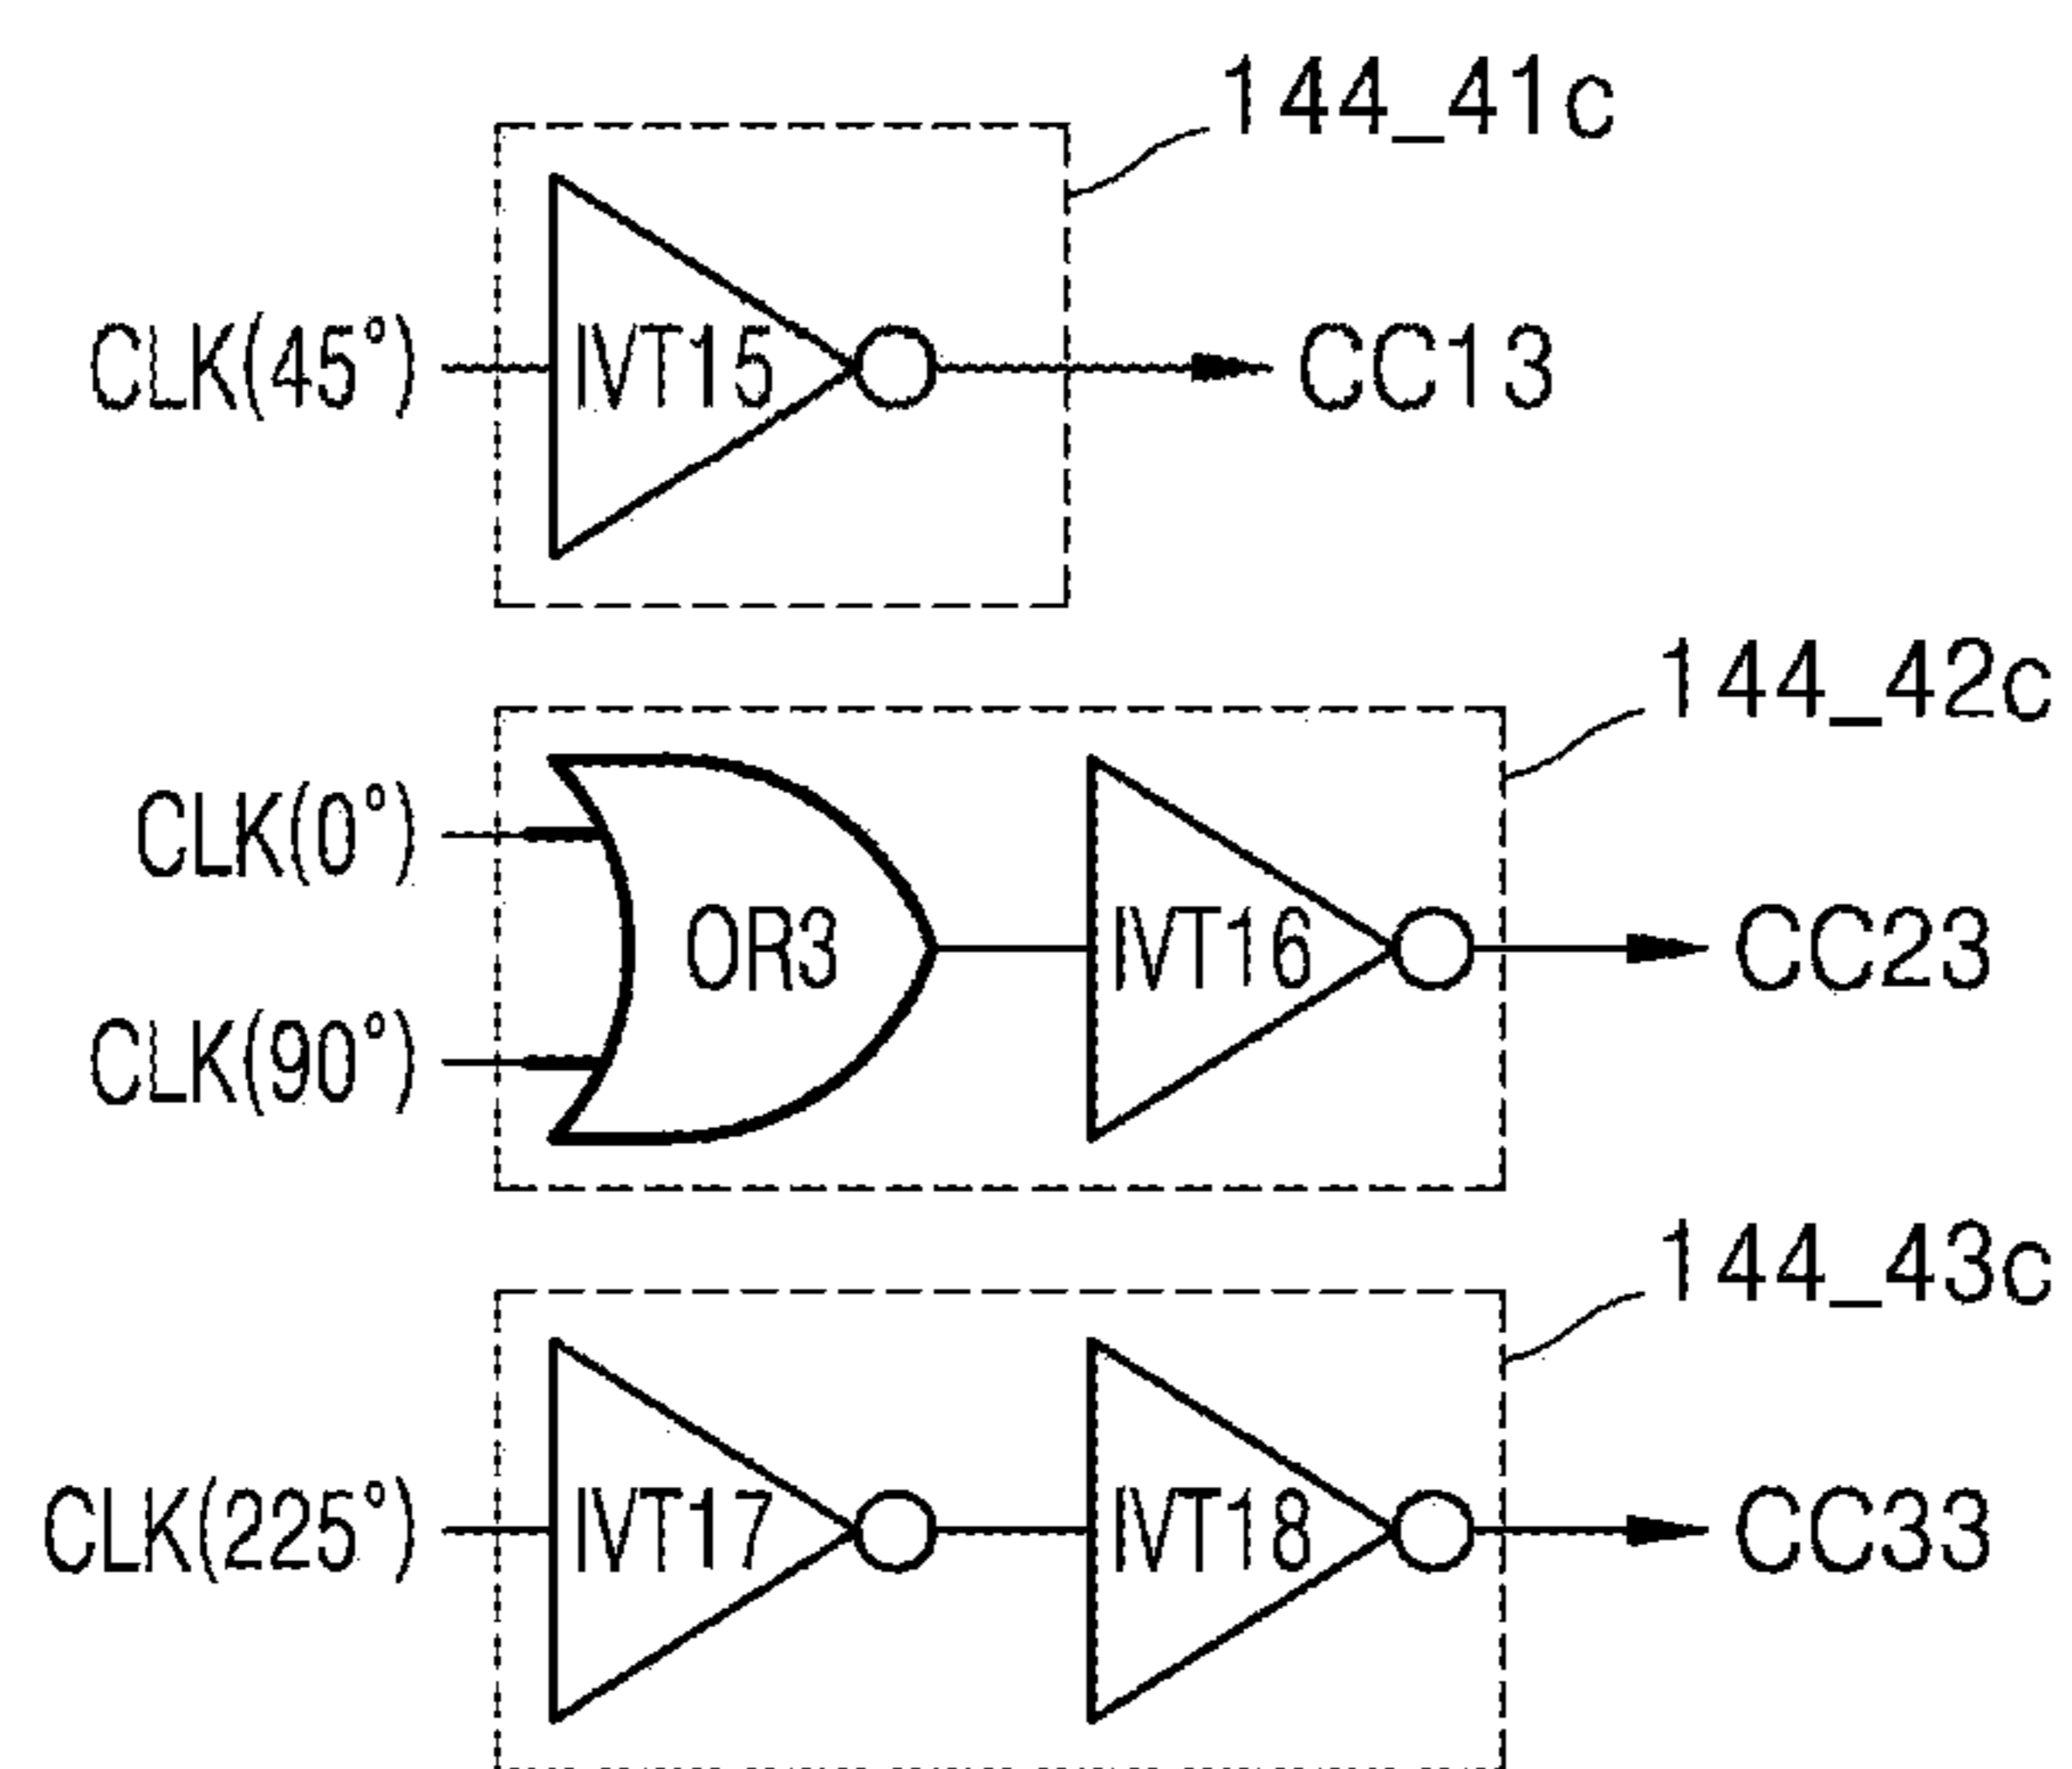 144_41c
CLK(45°)
IVT15
CC13
144_42c
CLK(0°)
CLK(90°)
OR3
IVT16
CC23
144_43c
CLK(225°)
IVT17
IVT18
CC33